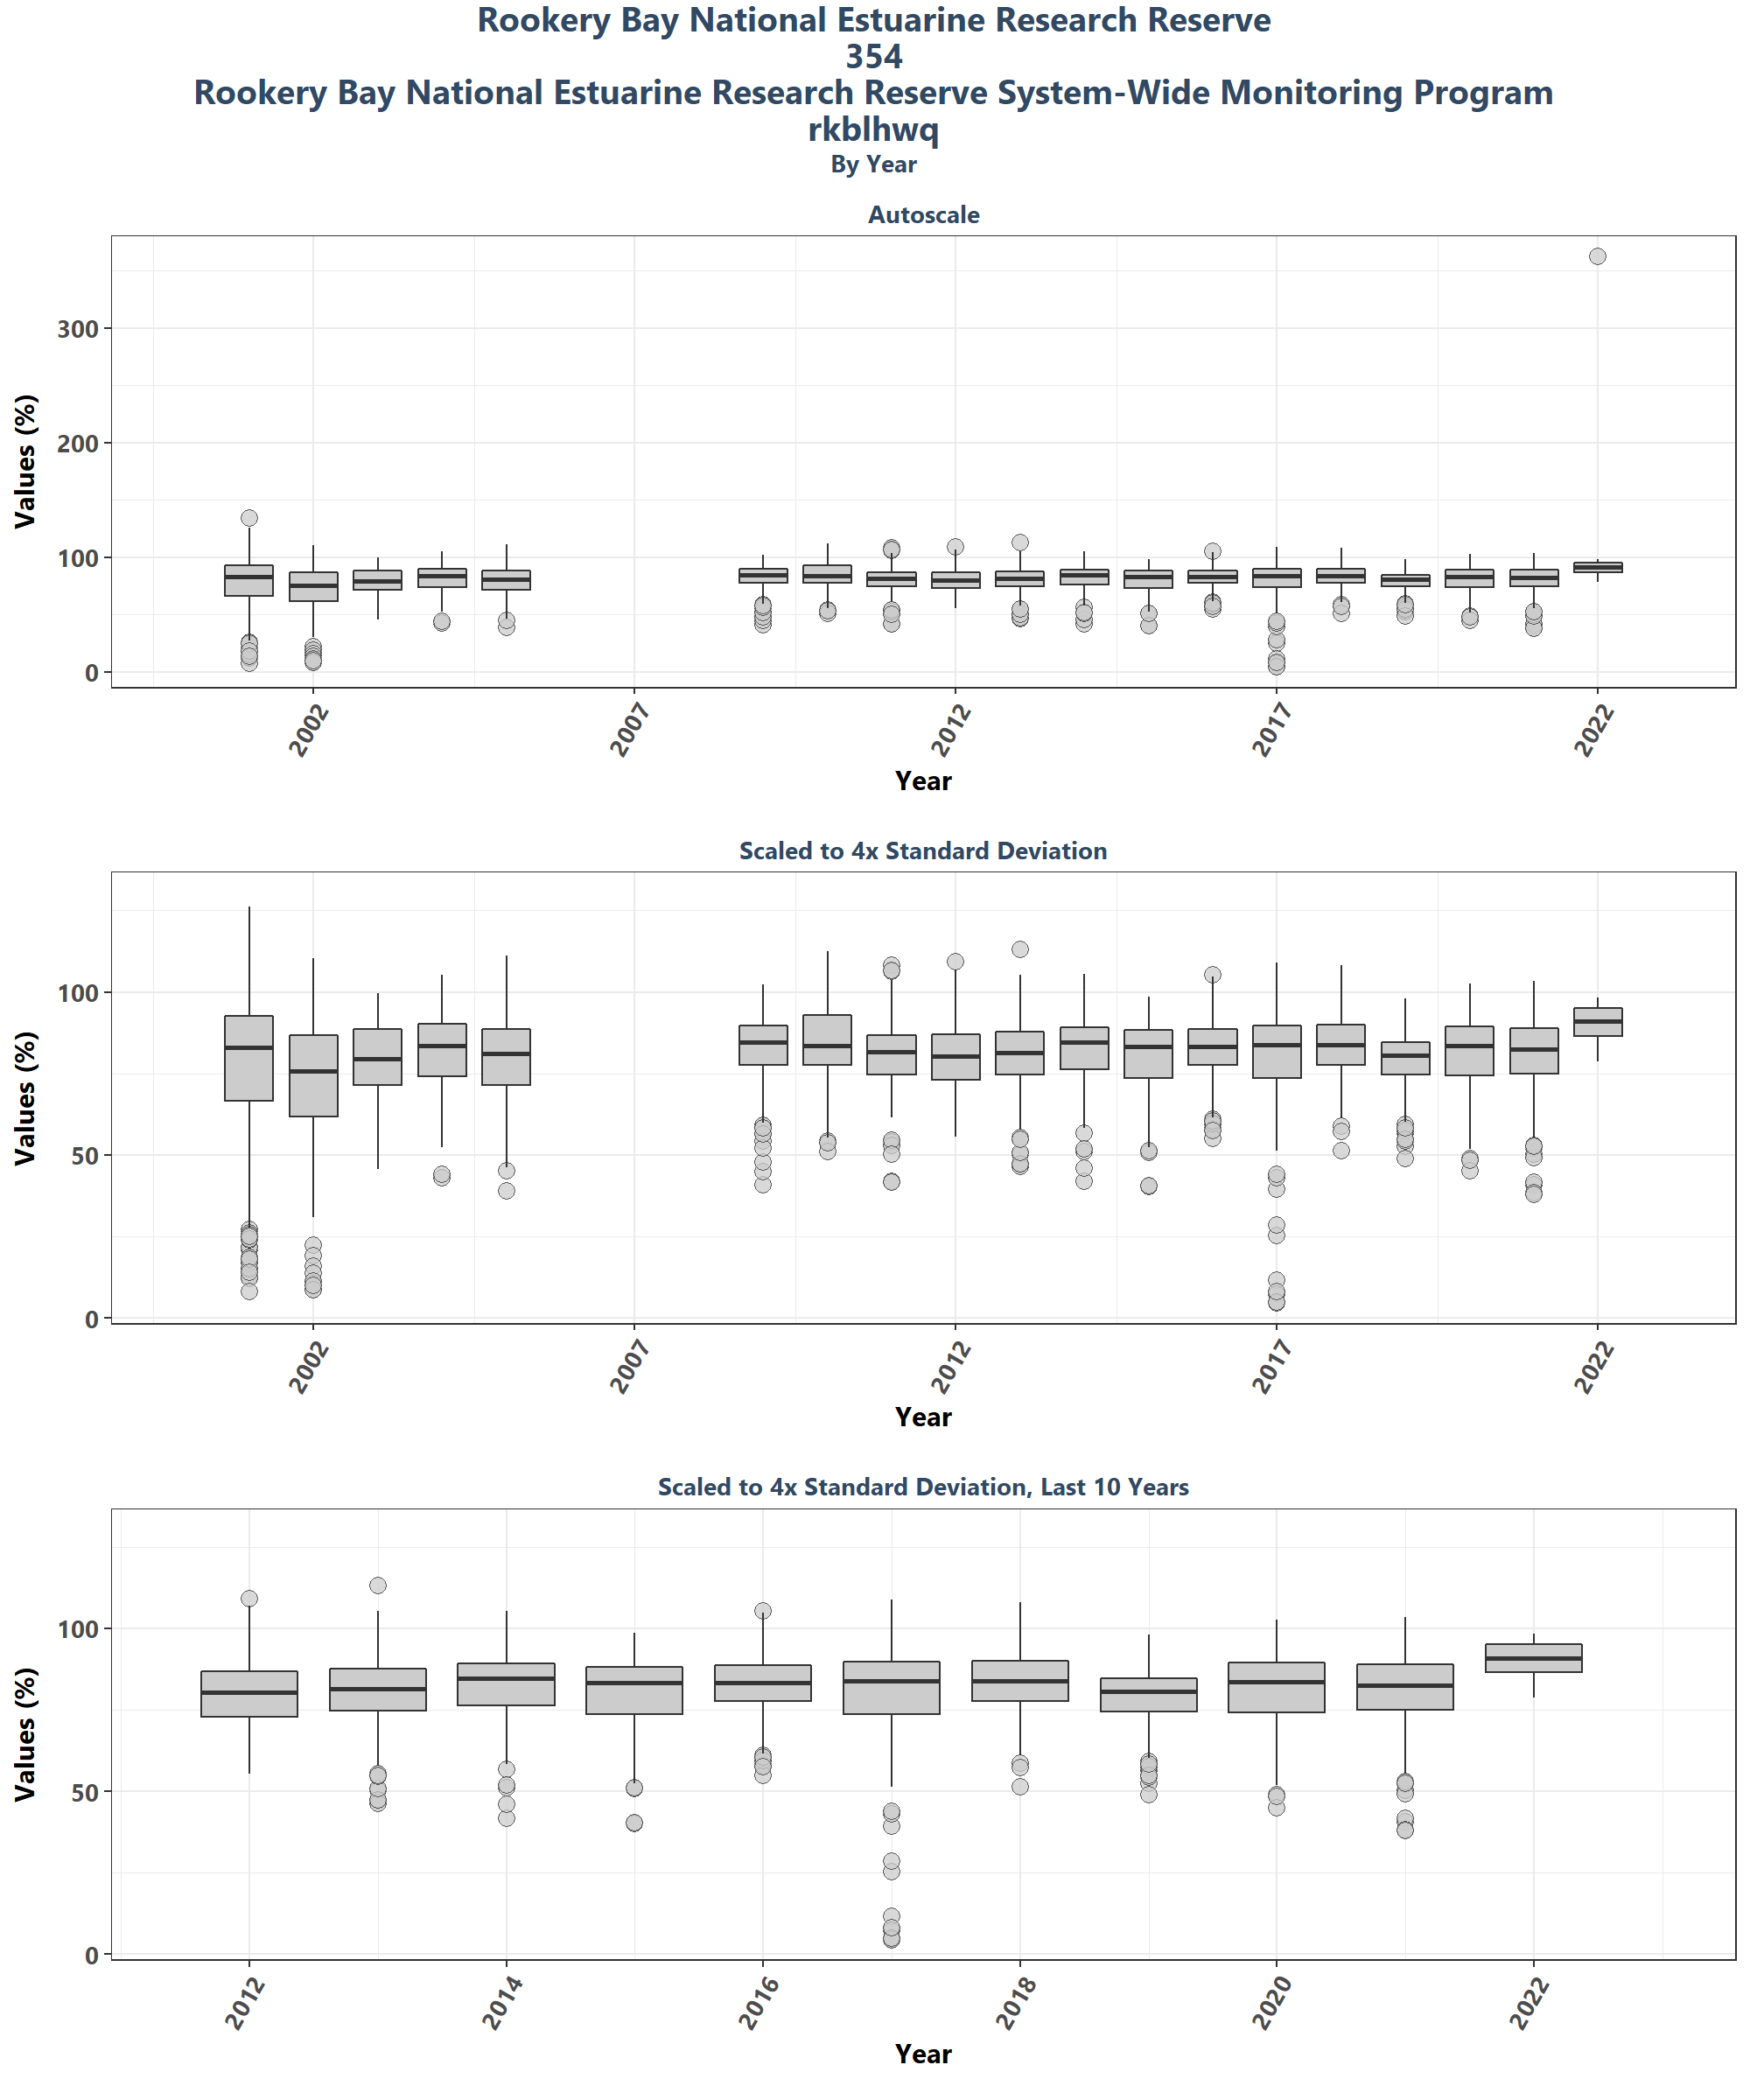 Rookery Bay National Estuarine Research Reserve
354
Rookery Bay National Estuarine Research Reserve System-Wide Monitoring Program
rkblhwq
By Year
Autoscale
Values (%)
300
200
100
0
2002 2007 2012 2017 2022
Year
Scaled to 4x Standard Deviation
Values (%)
100
50
0
2002 2007 2012 2017 2022
Year
Scaled to 4x Standard Deviation, Last 10 Years
Values (%)
100
50
0
2012 2014 2016 2018 2020 2022
Year